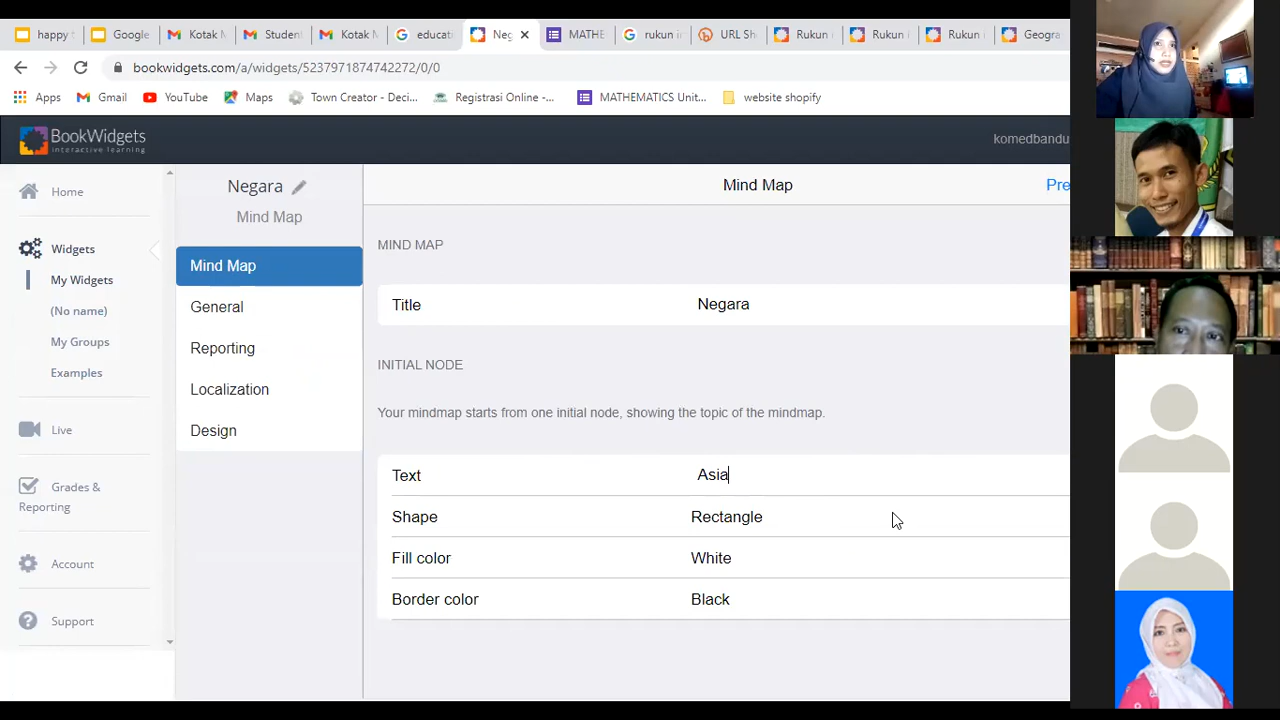 happy t
Google
Kotak M
Studen
Kotak M
educat
Neg
MATHE
rukun i
URL Sh
Rukun
Rukun
Rukun
Geogra
bookwidgets.com/a/widgets/5237971874742272/0/0
Apps
Gmail
YouTube
Maps
Town Creator - Deci...
Registrasi Online -...
MATHEMATICS Unit...
website shopify
BookWidgets
interactive learning
komedbandu
Home
Widgets
My Widgets
(No name)
My Groups
Examples
Live
Grades &
Reporting
Account
Support
Negara
Mind Map
Mind Map
General
Reporting
Localization
Design
Mind Map
Pre
MIND MAP
Title Negara
INITIAL NODE
Your mindmap starts from one initial node, showing the topic of the mindmap.
Text Asia
Shape Rectangle
Fill color White
Border color Black